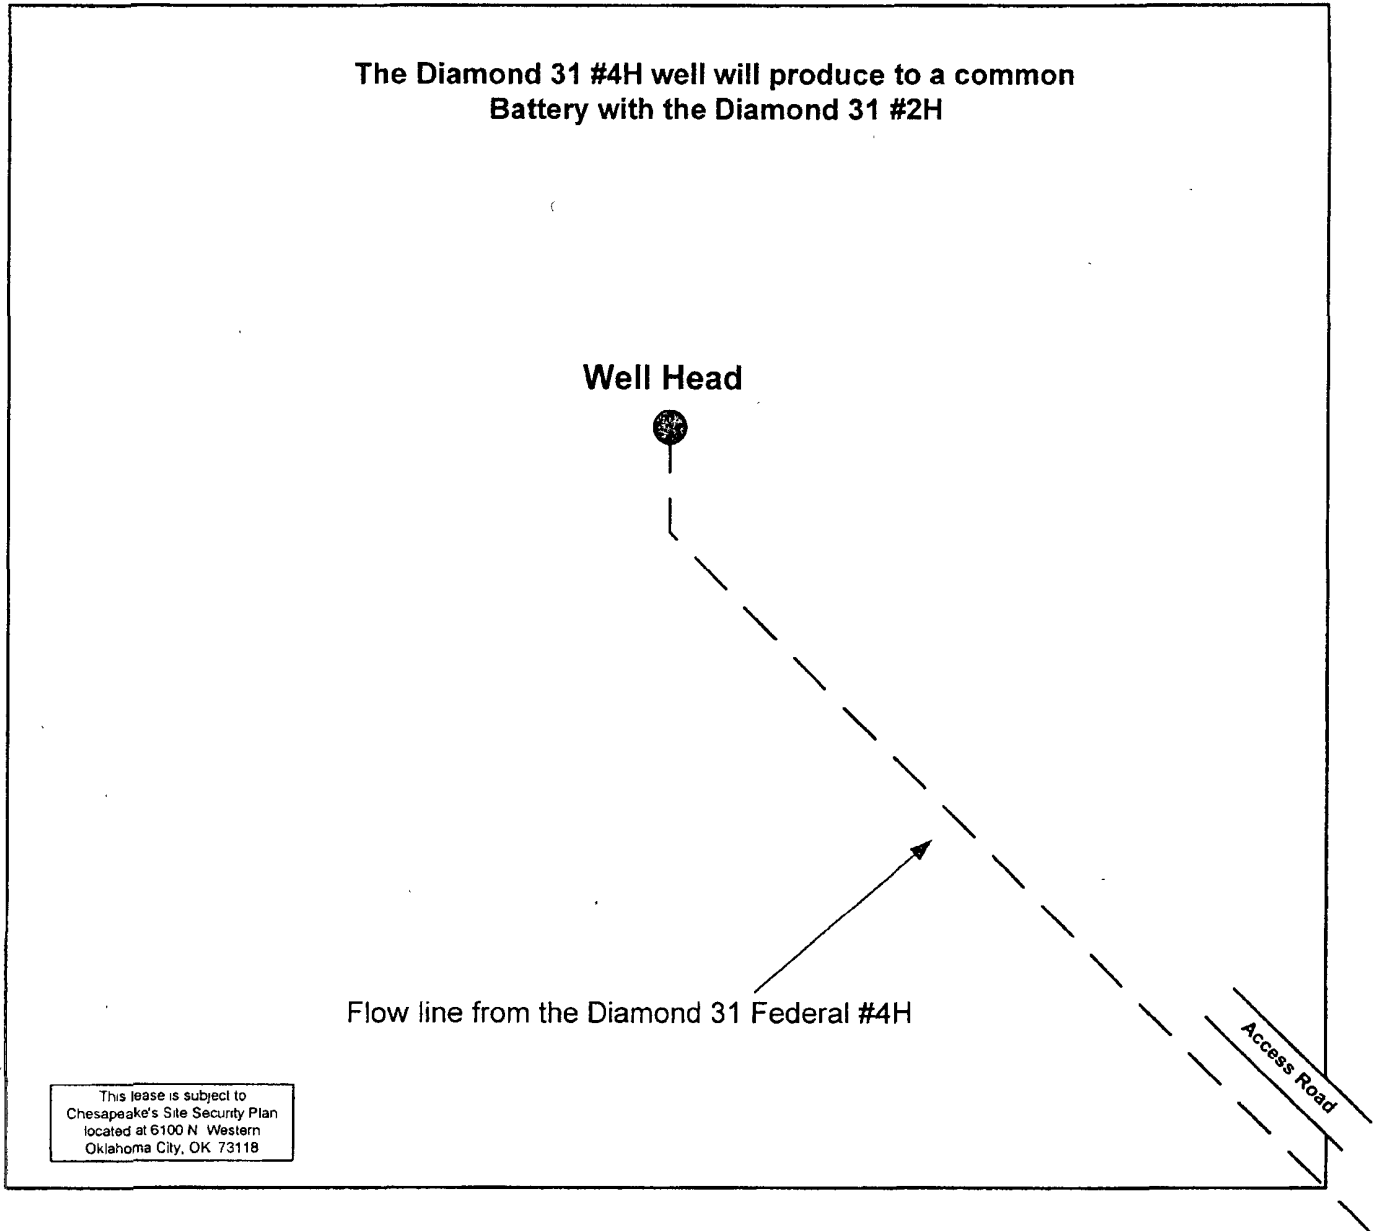 The Diamond 31 #4H well will produce to a common
Battery with the Diamond 31 #2H
Well Head
Flow line from the Diamond 31 Federal #4H
Access Road
This lease is subject to
Chesapeake's Site Security Plan
located at 6100 N Western
Oklahoma City, OK 73118